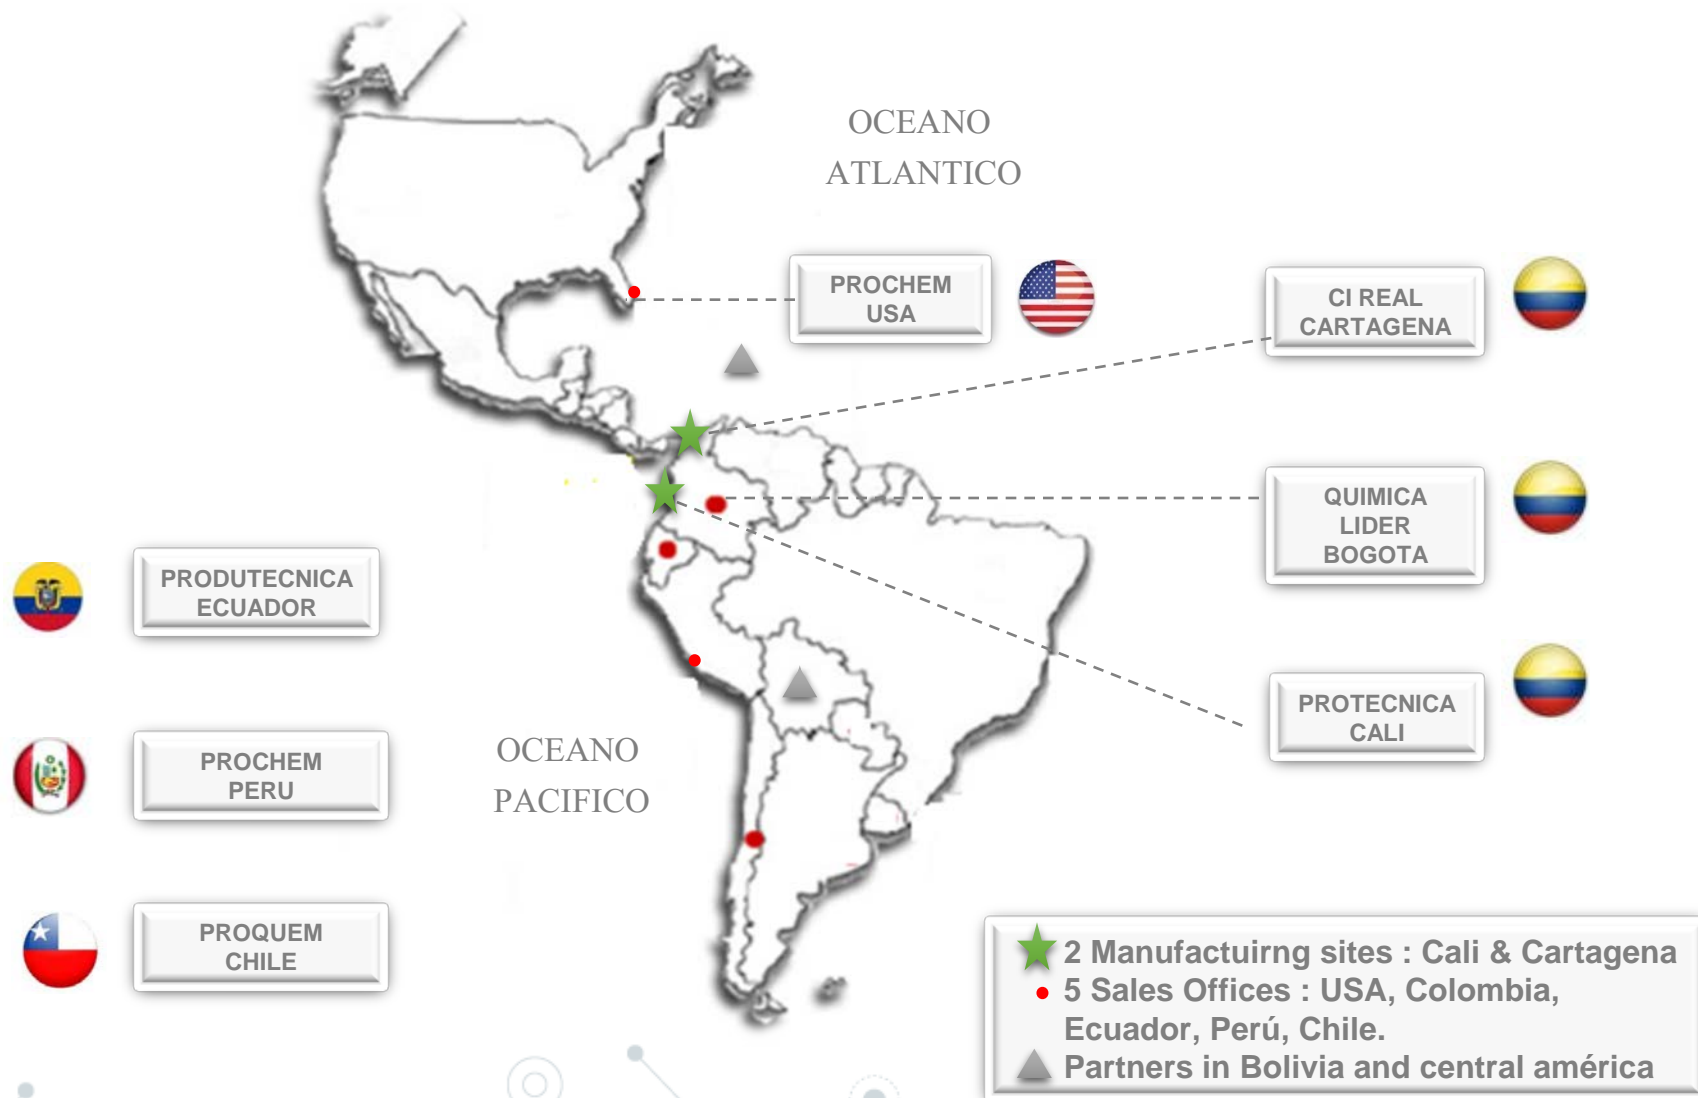 OCEANO
ATLANTICO
PROCHEM
USA
CI REAL
CARTAGENA
QUIMICA
LIDER
BOGOTA
PRODUTECNICA
ECUADOR
PROTECNICA
CALI
PROCHEM
PERU
OCEANO
PACIFICO
PROQUEM
CHILE
2 Manufactuirng sites : Cali & Cartagena
5 Sales Offices : USA, Colombia,
Ecuador, Perú, Chile.
Partners in Bolivia and central américa